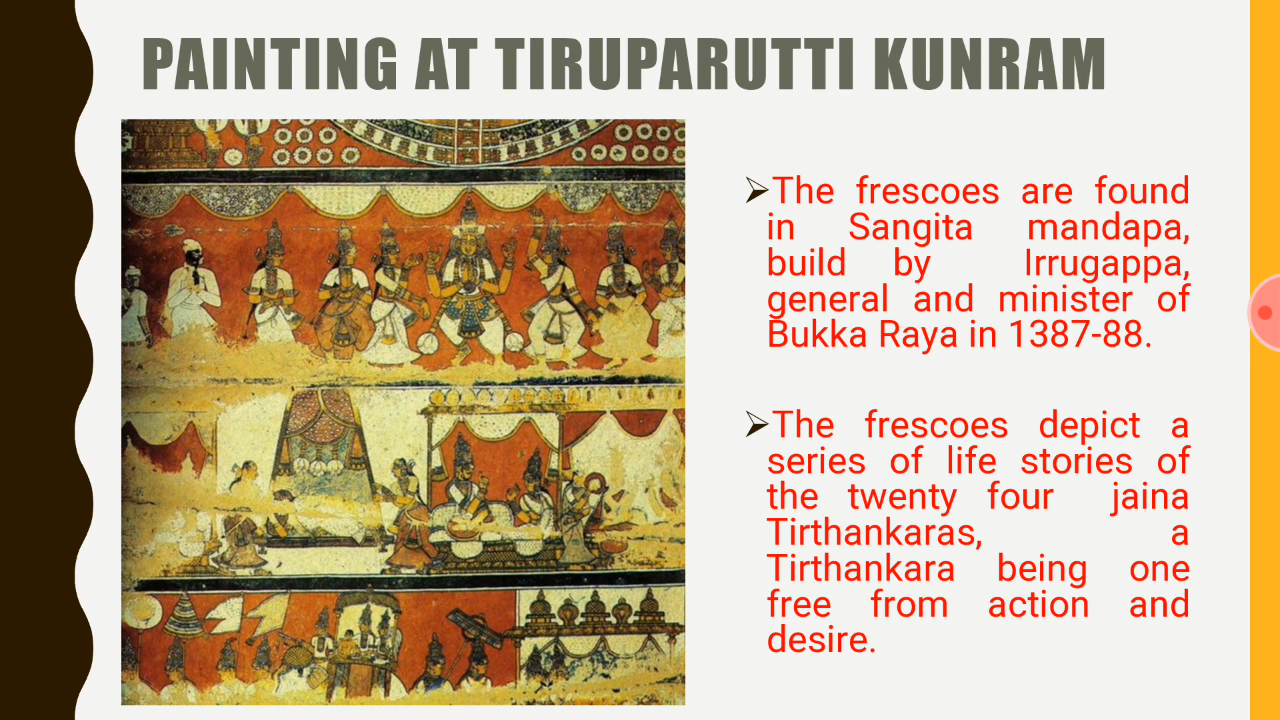 PAINTING AT TIRUPARUTTI KUNRAM
➢The frescoes are found
in Sangita mandapa,
build by Irrugappa,
general and minister of
Bukka Raya in 1387-88.
➢The frescoes depict a
series of life stories of
the twenty four jaina
Tirthankaras, a
Tirthankara being one
free from action and
desire.